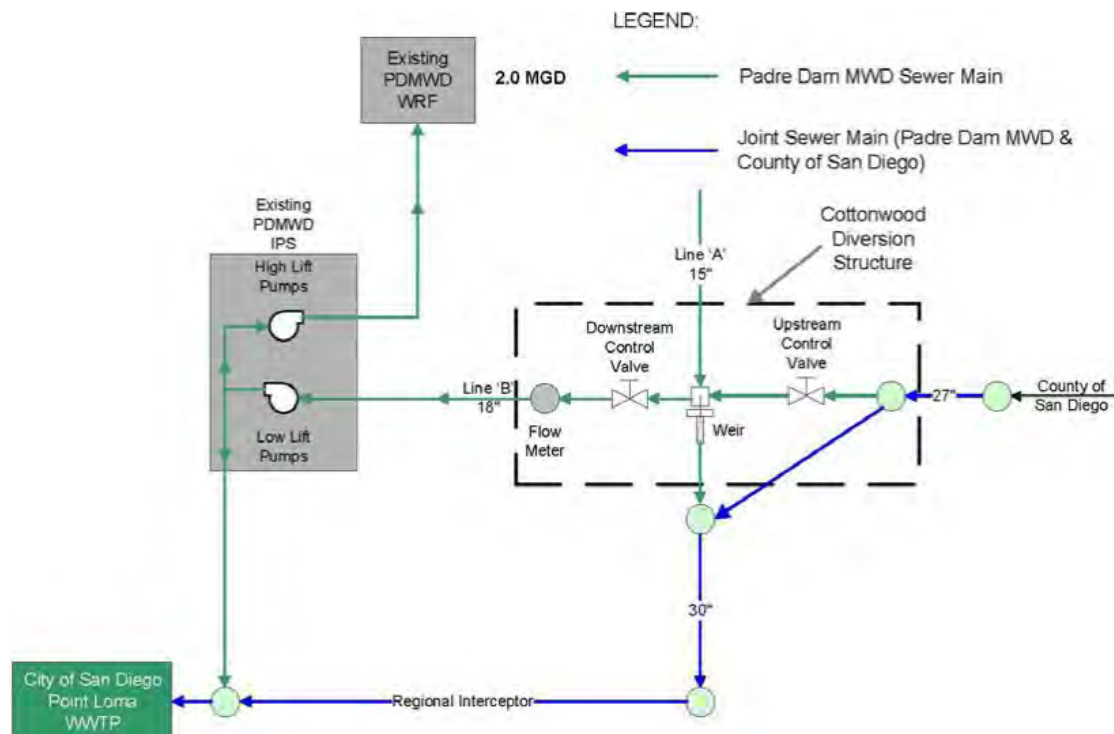 LEGEND:
Existing
PDMWD
WRF
2.0 MGD
Padre Dam MWD Sewer Main
Joint Sewer Main (Padre Dam MWD &
County of San Diego)
Existing
PDMWD
IPS
High Lift
Pumps
Low Lift
Pumps
Line 'A'
15"
Cottonwood
Diversion
Structure
Downstream
Control
Valve
Upstream
Control
Valve
Line 'B'
18"
Flow
Meter
Weir
27"
County of
San Diego
30"
City of San Diego
Point Loma
WWTP
Regional Interceptor